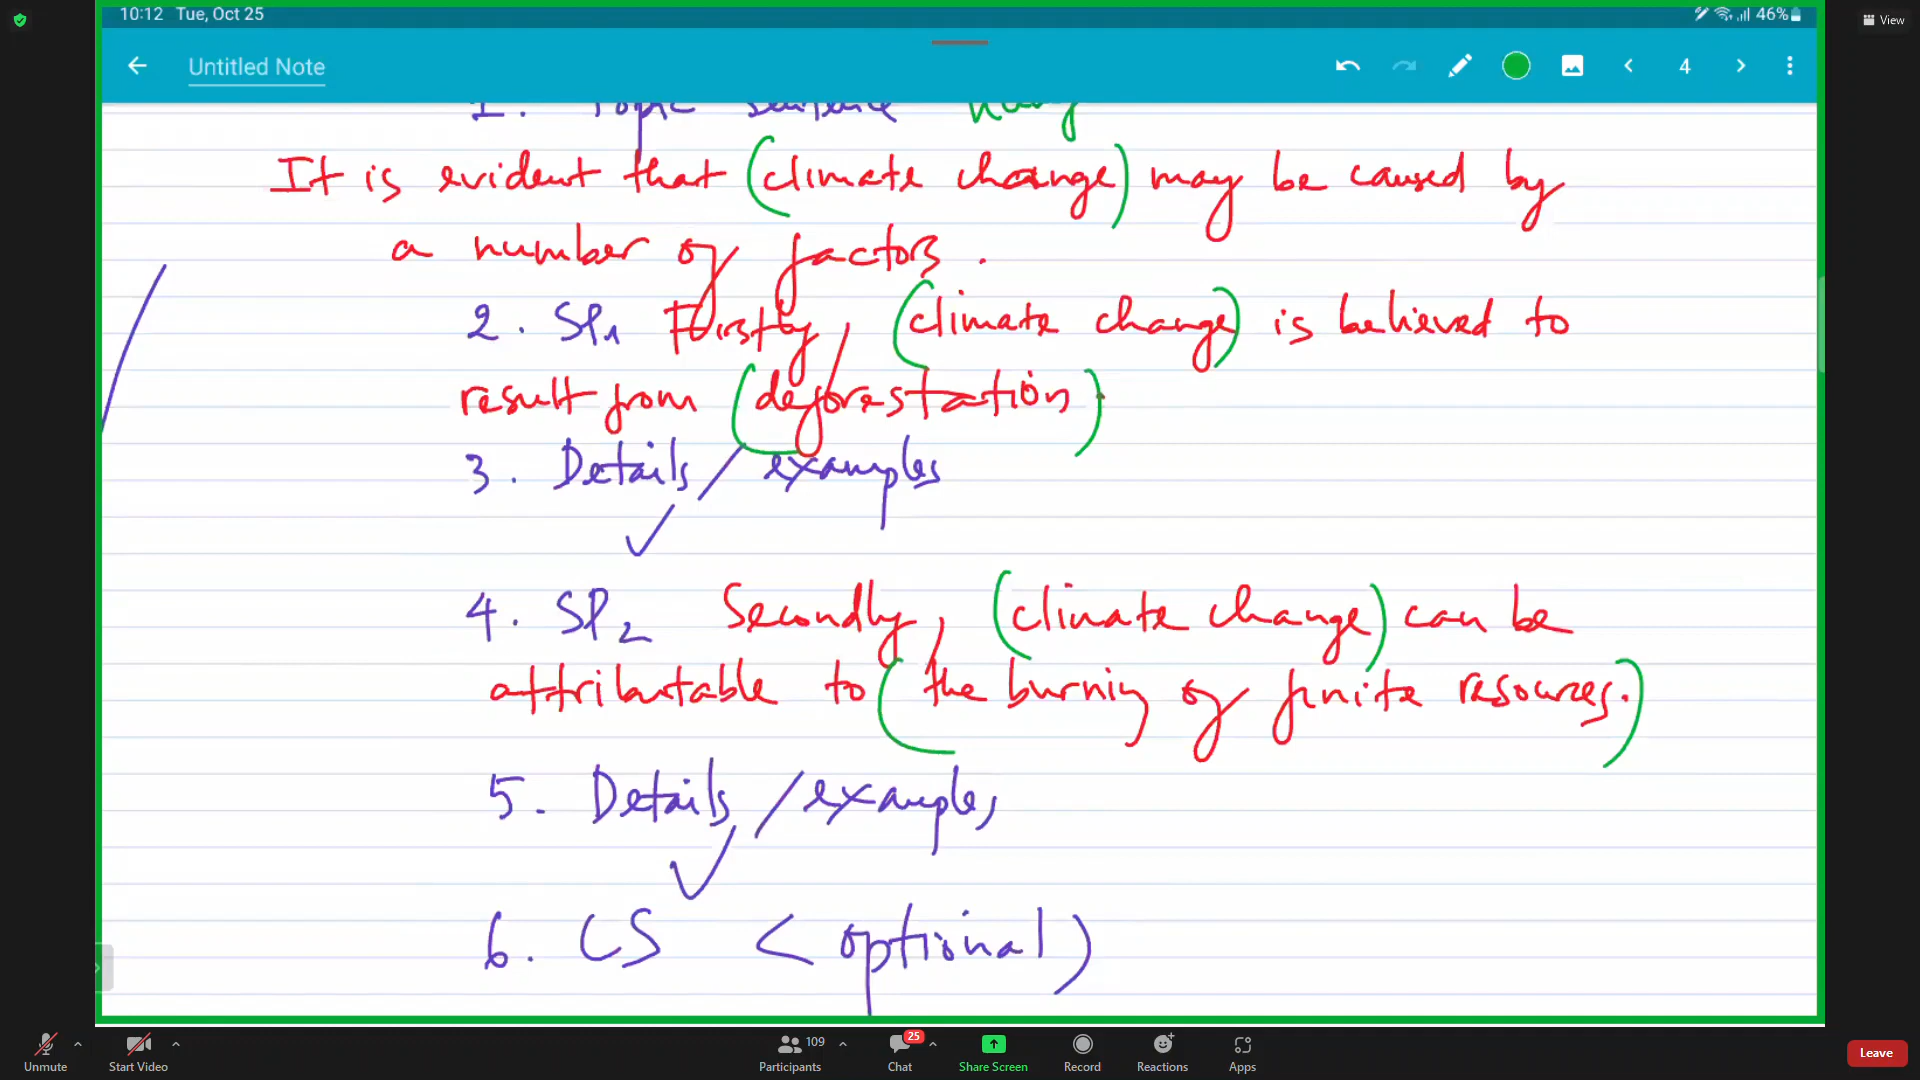 10:12 Tue, Oct 25
46%
View
Untitled Note
4
1. Topic sentence
It is evident that (climate change) may be caused by
a number of factors.
2. SP1 Firstly, (climate change) is believed to
result from (deforestation)
3. Details / examples
4. SP2 Secondly, (climate change) can be
attributable to (the burning of finite resources.)
5. Details / examples
6. CS (optional)
Unmute
Start Video
109
Participants
25
Chat
Share Screen
Record
Reactions
Apps
Leave